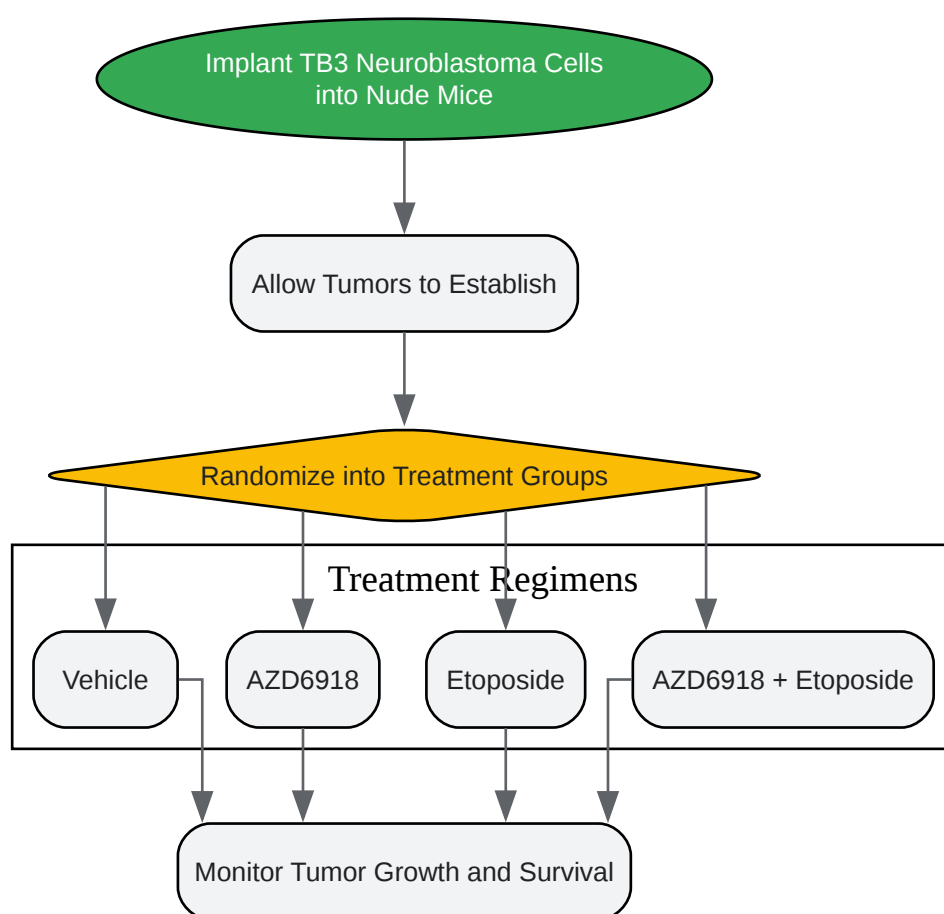 Implant TB3 Neuroblastoma Cells
into Nude Mice
Allow Tumors to Establish
Randomize into Treatment Groups
Treatment Regimens
Vehicle
AZD6918
Etoposide
AZD6918 + Etoposide
Monitor Tumor Growth and Survival